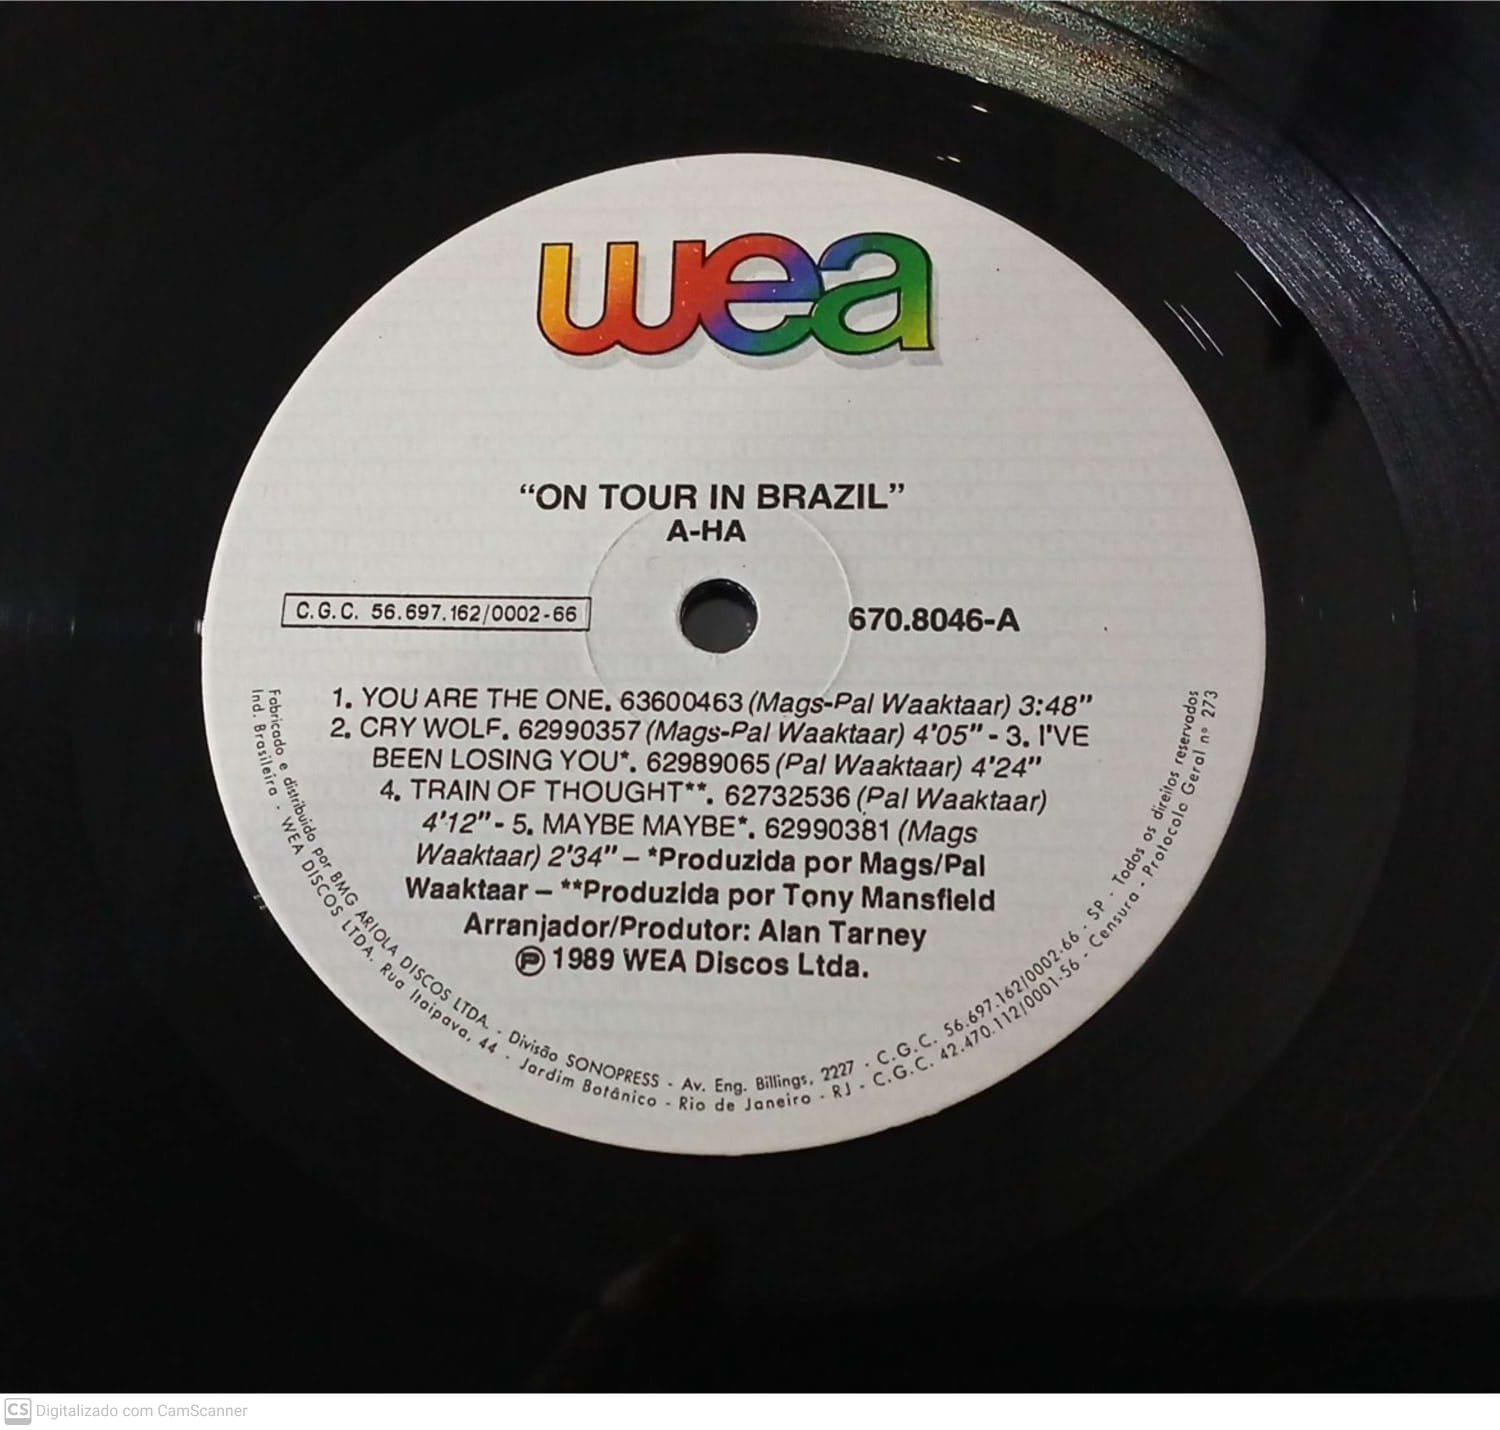 wea
“ON TOUR IN BRAZIL”
A-HA
C.G.C. 56.697.162/0002-66
670.8046-A
1. YOU ARE THE ONE. 63600463 (Mags-Pal Waaktaar) 3:48”
2. CRY WOLF. 62990357 (Mags-Pal Waaktaar) 4’05” - 3. I’VE
BEEN LOSING YOU*. 62989065 (Pal Waaktaar) 4’24”
4. TRAIN OF THOUGHT**. 62732536 (Pal Waaktaar)
4’12” - 5. MAYBE MAYBE*. 62990381 (Mags
Waaktaar) 2’34” – *Produzida por Mags/Pal
Waaktaar – **Produzida por Tony Mansfield
Arranjador/Produtor: Alan Tarney
Ⓟ 1989 WEA Discos Ltda.
Fabricado e distribuido por BMG ARIOLA DISCOS LTDA. - Divisão SONOPRESS - Av. Eng. Billings, 2227 - C.G.C. 56.697.162/0002-66 - SP - Todos os direitos reservados
Ind. Brasileira - WEA DISCOS LTDA. Rua Itaipava, 44 - Jardim Botânico - Rio de Janeiro - RJ - C.G.C. 42.470.112/0001-56 - Censura - Protocolo Geral nº 273
CS Digitalizado com CamScanner